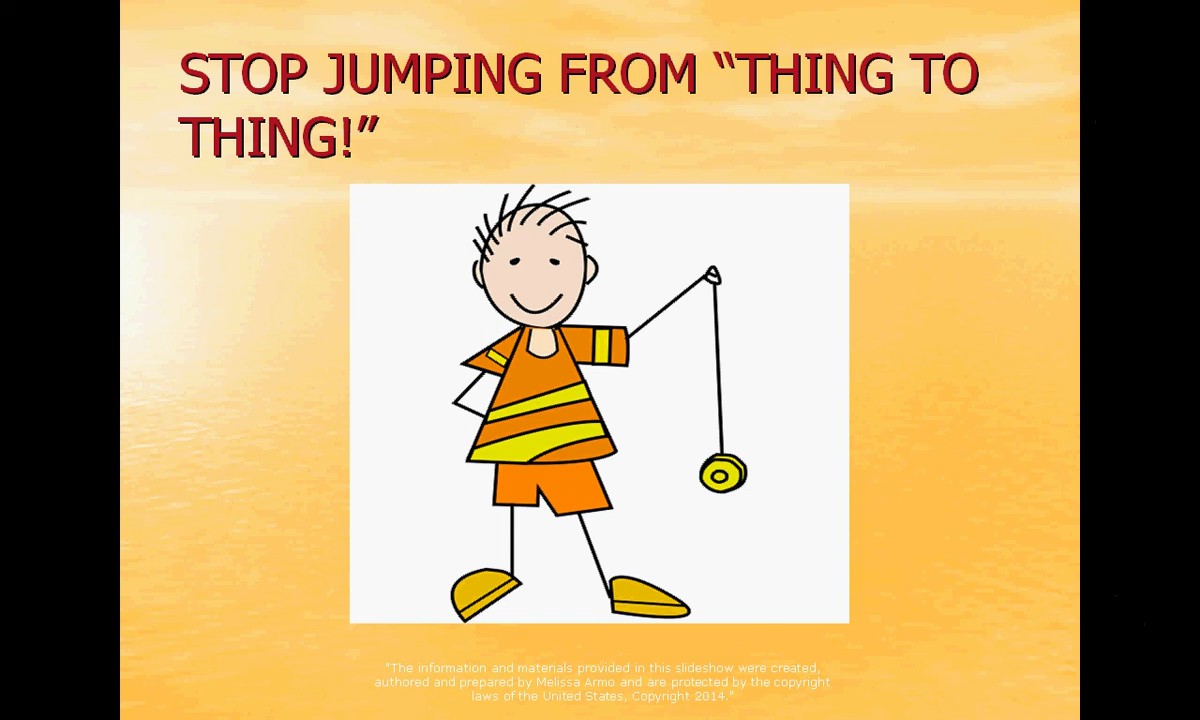 STOP JUMPING FROM “THING TO
THING!”
"The information and materials provided in this slideshow were created,
authored and prepared by Melissa Armo and are protected by the copyright
laws of the United States, Copyright 2014."